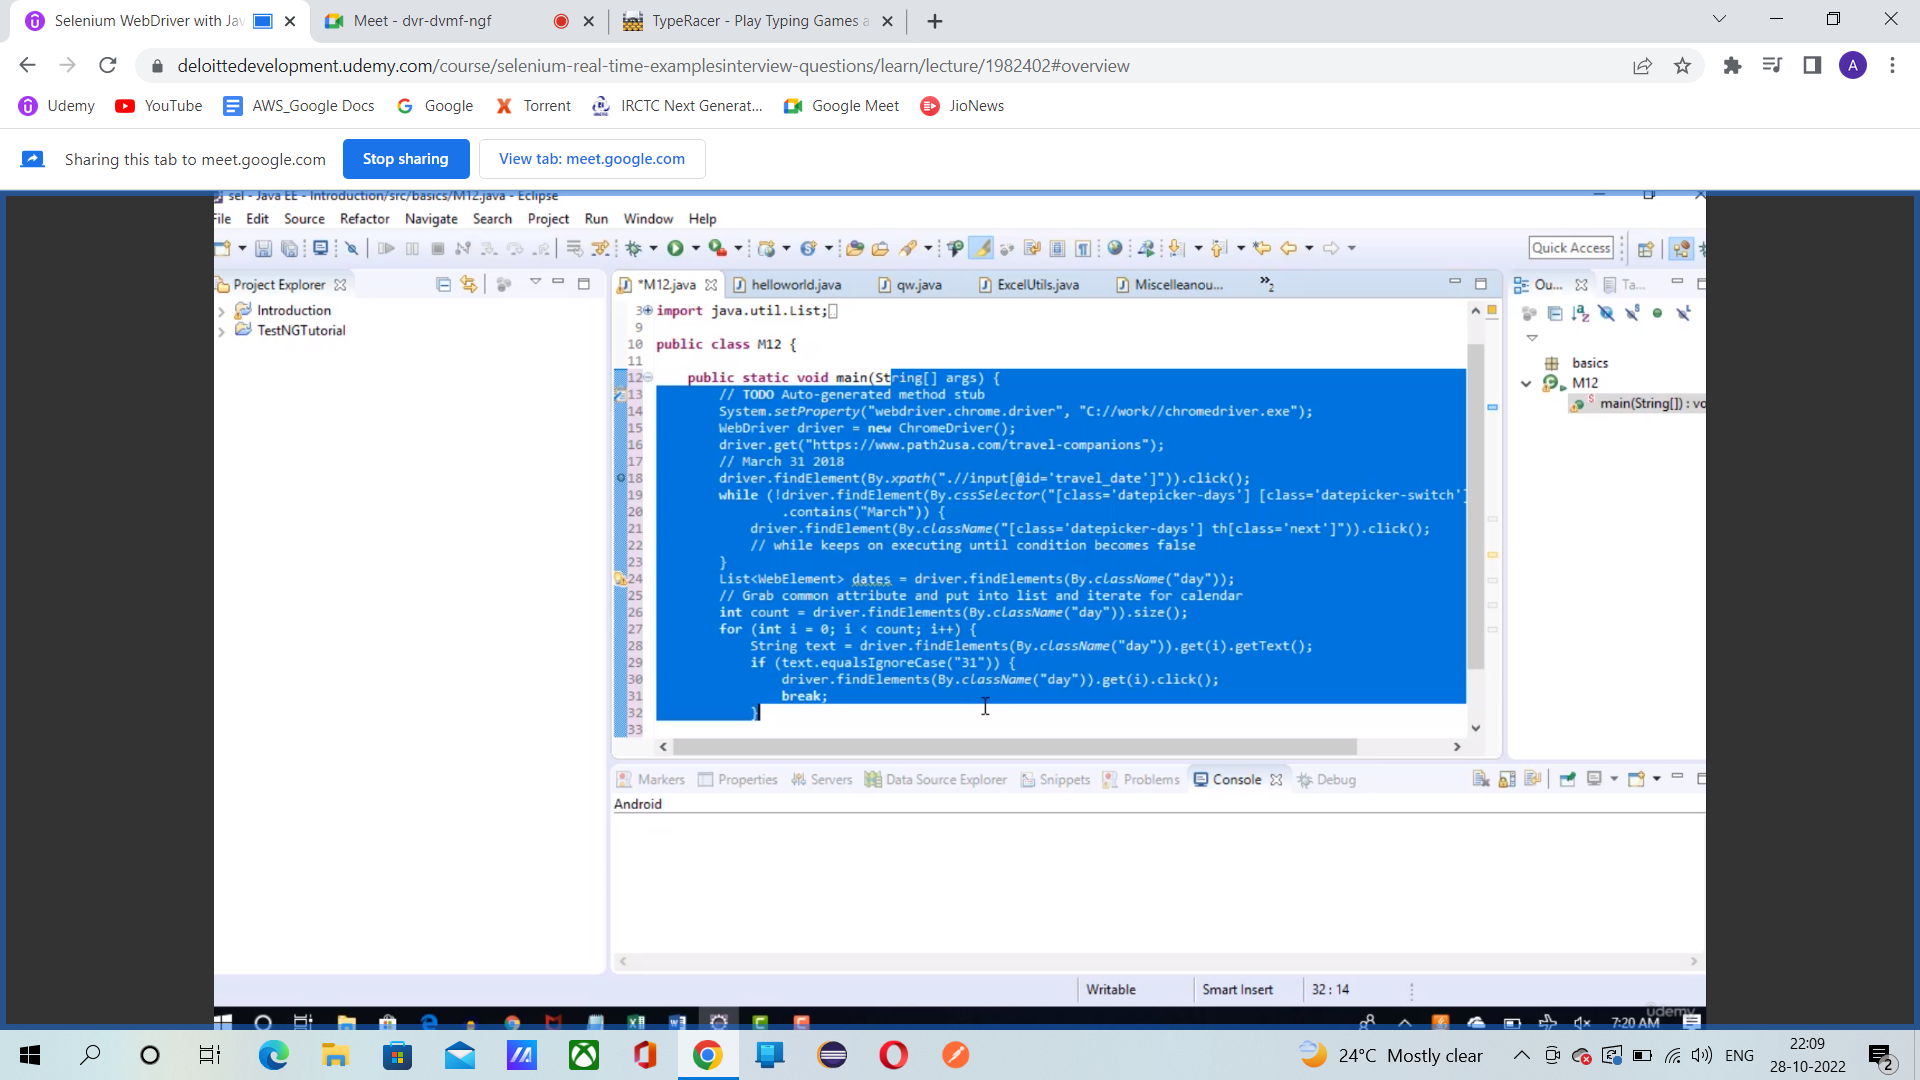 Selenium WebDriver with Jav
Meet - dvr-dvmf-ngf
TypeRacer - Play Typing Games a
deloittedevelopment.udemy.com/course/selenium-real-time-examplesinterview-questions/learn/lecture/1982402#overview
A
Udemy
YouTube
AWS_Google Docs
Google
Torrent
IRCTC Next Generat...
Google Meet
JioNews
Sharing this tab to meet.google.com
Stop sharing
View tab: meet.google.com
sel - Java EE - Introduction/src/basics/M12.java - Eclipse
File Edit Source Refactor Navigate Search Project Run Window Help
Quick Access
Project Explorer
Introduction
TestNGTutorial
*M12.java
helloworld.java
qw.java
ExcelUtils.java
Miscelleanou...
»2
3 import java.util.List;
9
10 public class M12 {
11
12 public static void main(String[] args) {
13 // TODO Auto-generated method stub
14 System.setProperty("webdriver.chrome.driver", "C://work//chromedriver.exe");
15 WebDriver driver = new ChromeDriver();
16 driver.get("https://www.path2usa.com/travel-companions");
17 // March 31 2018
18 driver.findElement(By.xpath(".//input[@id='travel_date']")).click();
19 while (!driver.findElement(By.cssSelector("[class='datepicker-days'] [class='datepicker-switch']
20 .contains("March")) {
21 driver.findElement(By.className("[class='datepicker-days'] th[class='next']")).click();
22 // while keeps on executing until condition becomes false
23 }
24 List<WebElement> dates = driver.findElements(By.className("day"));
25 // Grab common attribute and put into list and iterate for calendar
26 int count = driver.findElements(By.className("day")).size();
27 for (int i = 0; i < count; i++) {
28 String text = driver.findElements(By.className("day")).get(i).getText();
29 if (text.equalsIgnoreCase("31")) {
30 driver.findElements(By.className("day")).get(i).click();
31 break;
32 }
33
Ou...
Ta...
basics
M12
main(String[]) : vo
Markers
Properties
Servers
Data Source Explorer
Snippets
Problems
Console
Debug
Android
Writable
Smart Insert
32 : 14
udemy
7:20 AM
24°C Mostly clear
ENG
22:09
28-10-2022
2